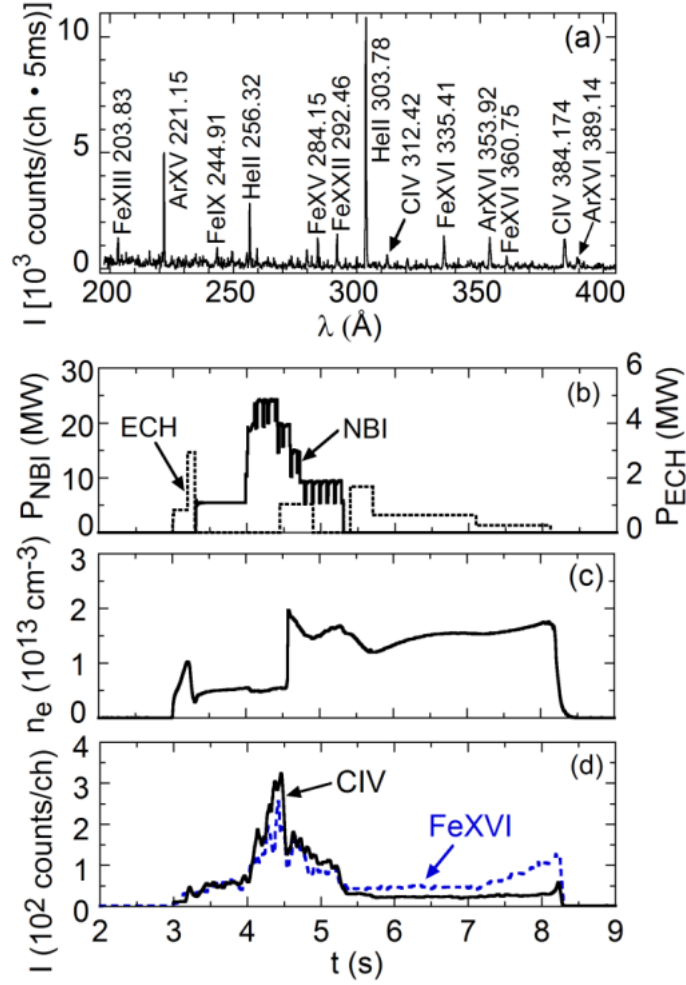 (a)
I [10³ counts/(ch • 5ms)]
10
5
0
FeXIII 203.83
ArXV 221.15
FeIX 244.91
HeII 256.32
FeXV 284.15
FeXXII 292.46
HeII 303.78
CIV 312.42
FeXVI 335.41
ArXVI 353.92
FeXVI 360.75
CIV 384.174
ArXVI 389.14
200 250 300 350 400
λ (Å)
(b)
P_NBI (MW)
30
20
10
0
ECH
NBI
6
4
2
0
P_ECH (MW)
(c)
n_e (10¹³ cm⁻³)
3
2
1
0
(d)
I (10² counts/ch)
4
3
2
1
0
CIV
FeXVI
2 3 4 5 6 7 8 9
t (s)